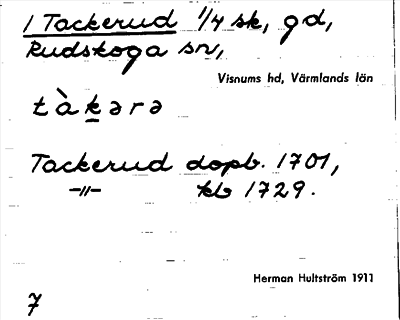 1 Tackerud 1/4 sk, gd,
Rudskoga sn,
Visnums hd, Värmlands län
tàkərə
Tackerud dopb. 1701,
—"— kb 1729.
Herman Hultström 1911
7